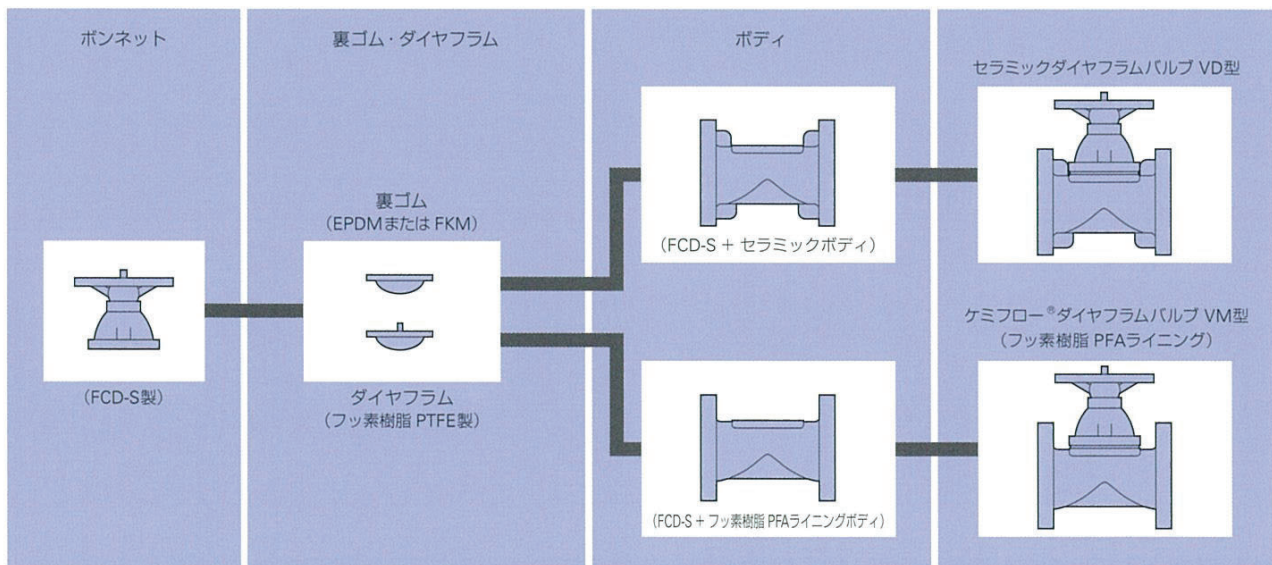 ボンネット
裏ゴム・ダイヤフラム
ボディ
セラミックダイヤフラムバルブ VD型
裏ゴム
(EPDMまたは FKM)
(FCD-S + セラミックボディ)
(FCD-S製)
ダイヤフラム
(フッ素樹脂 PTFE製)
ケミフロー®ダイヤフラムバルブ VM型
(フッ素樹脂 PFAライニング)
(FCD-S + フッ素樹脂 PFAライニングボディ)